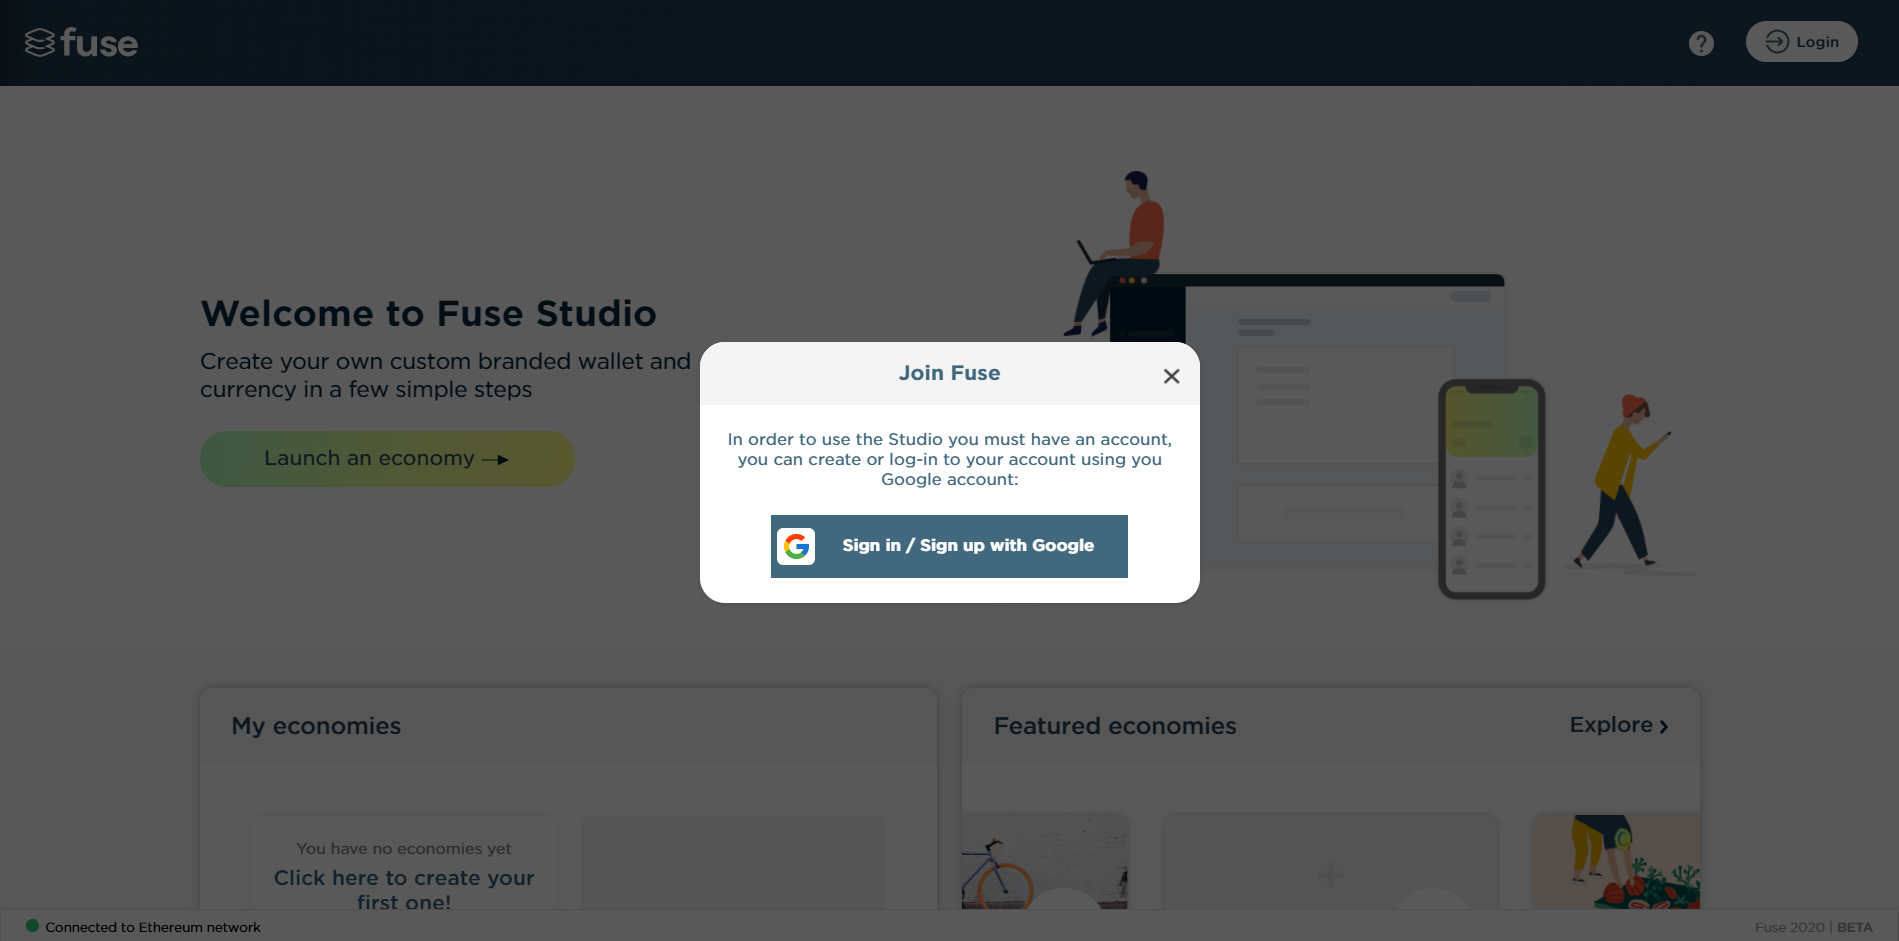 fuse
? Login
Welcome to Fuse Studio
Create your own custom branded wallet and
currency in a few simple steps
Launch an economy
Join Fuse
In order to use the Studio you must have an account,
you can create or log-in to your account using you
Google account:
G Sign in / Sign up with Google
My economies
You have no economies yet
Click here to create your
first one!
Featured economies
Explore
Connected to Ethereum network
Fuse 2020 | BETA